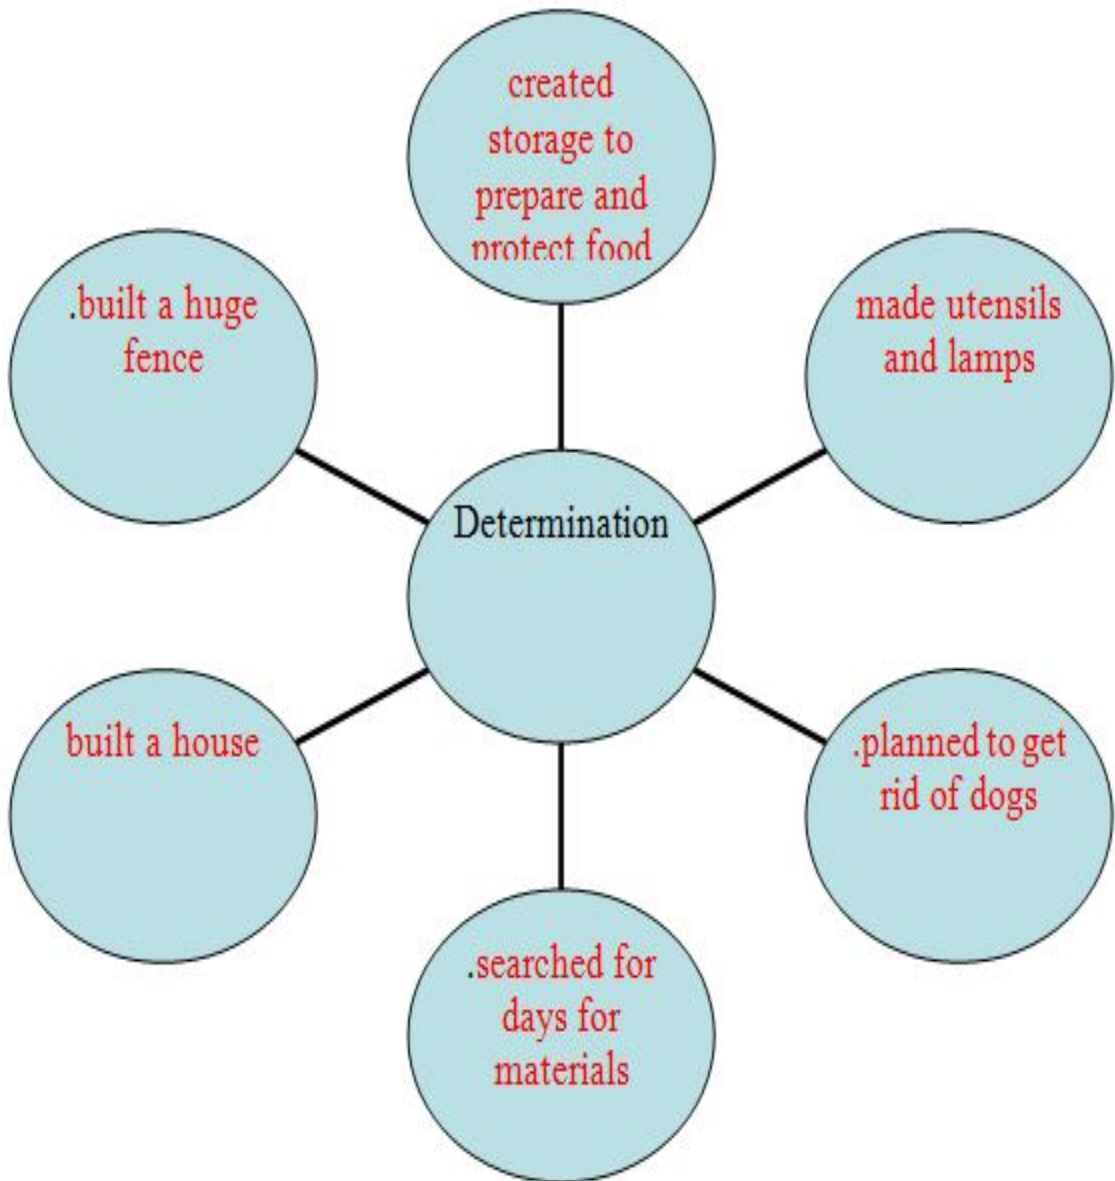 created
storage to
prepare and
protect food
.built a huge
fence
made utensils
and lamps
Determination
built a house
.planned to get
rid of dogs
.searched for
days for
materials